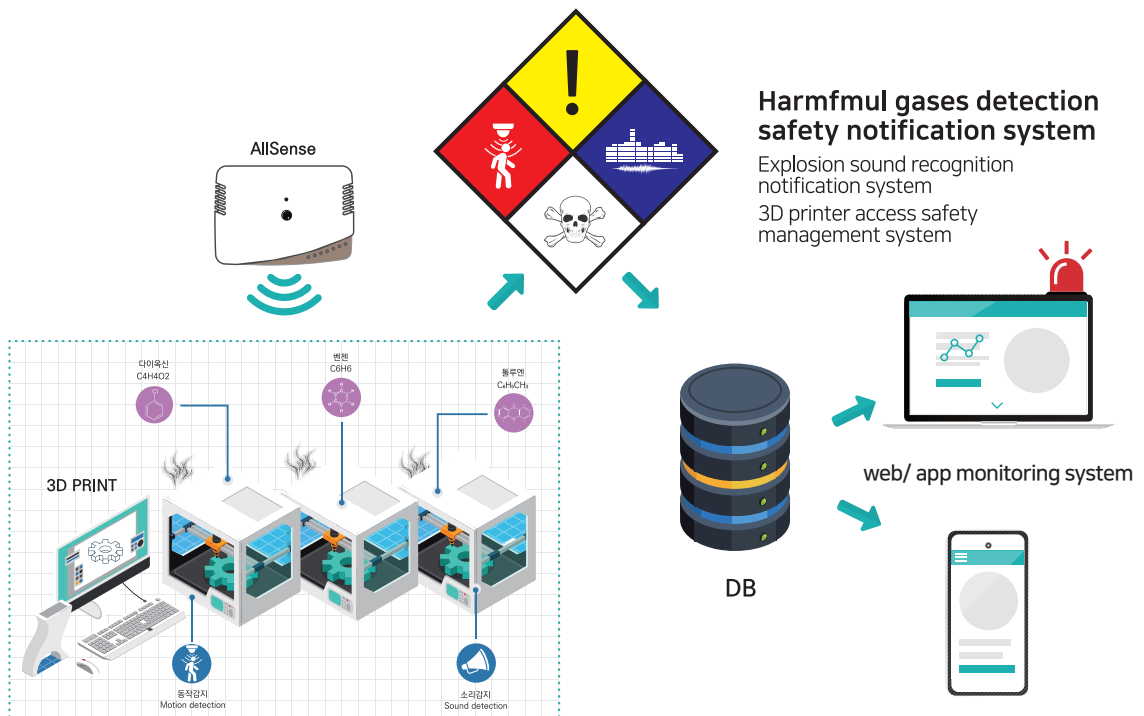 Harmfmul gases detection
safety notification system
Explosion sound recognition
notification system
3D printer access safety
management system
AllSense
다이옥신
C4H4O2
벤젠
C6H6
톨루엔
C₆H₅CH₃
3D PRINT
동작감지
Motion detection
소리감지
Sound detection
DB
web/ app monitoring system